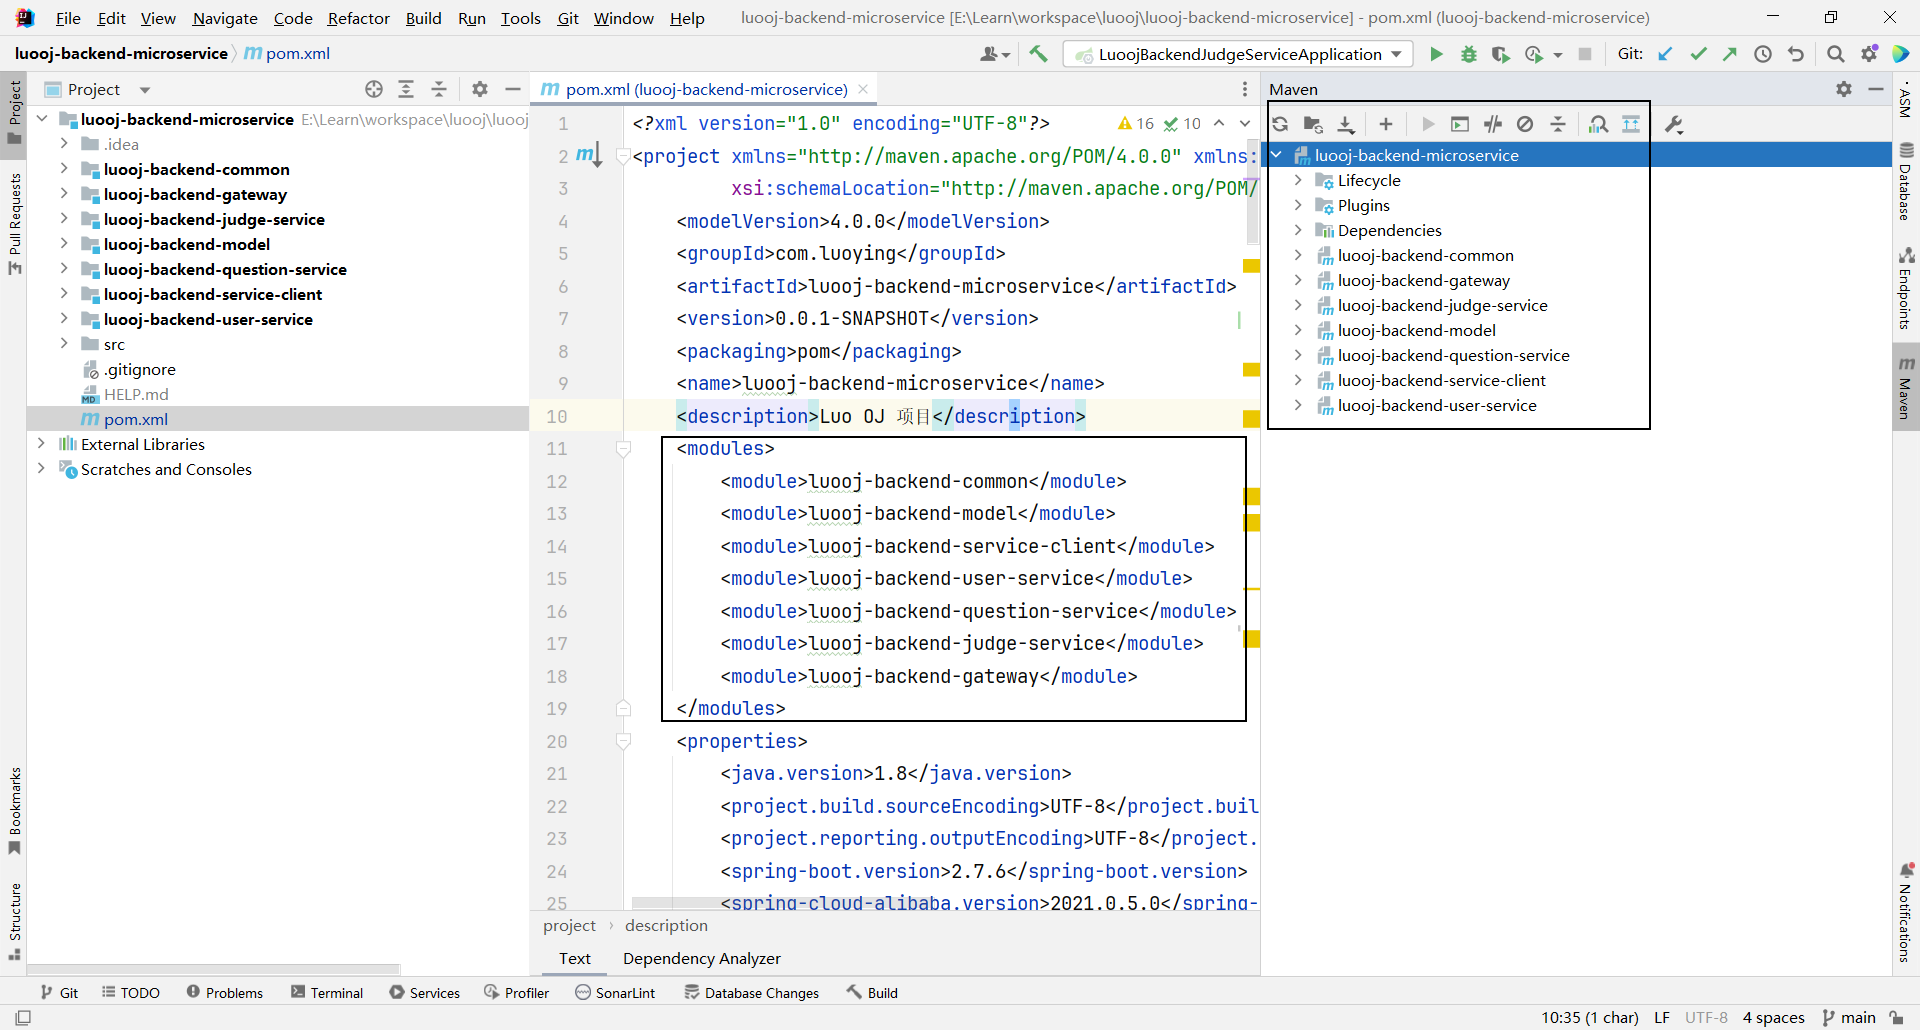 File Edit View Navigate Code Refactor Build Run Tools Git Window Help luooj-backend-microservice [E:\Learn\workspace\luooj\luooj-backend-microservice] - pom.xml (luooj-backend-microservice)
luooj-backend-microservice pom.xml LuoojBackendJudgeServiceApplication Git:
Project
pom.xml (luooj-backend-microservice)
Maven
Project
Pull Requests
Bookmarks
Structure
luooj-backend-microservice E:\Learn\workspace\luooj\luooj
.idea
luooj-backend-common
luooj-backend-gateway
luooj-backend-judge-service
luooj-backend-model
luooj-backend-question-service
luooj-backend-service-client
luooj-backend-user-service
src
.gitignore
HELP.md
pom.xml
External Libraries
Scratches and Consoles
16 10
1 <?xml version="1.0" encoding="UTF-8"?>
2 <project xmlns="http://maven.apache.org/POM/4.0.0" xmlns:
3 xsi:schemaLocation="http://maven.apache.org/POM/
4 <modelVersion>4.0.0</modelVersion>
5 <groupId>com.luoying</groupId>
6 <artifactId>luooj-backend-microservice</artifactId>
7 <version>0.0.1-SNAPSHOT</version>
8 <packaging>pom</packaging>
9 <name>luooj-backend-microservice</name>
10 <description>Luo OJ 项目</description>
11 <modules>
12 <module>luooj-backend-common</module>
13 <module>luooj-backend-model</module>
14 <module>luooj-backend-service-client</module>
15 <module>luooj-backend-user-service</module>
16 <module>luooj-backend-question-service</module>
17 <module>luooj-backend-judge-service</module>
18 <module>luooj-backend-gateway</module>
19 </modules>
20 <properties>
21 <java.version>1.8</java.version>
22 <project.build.sourceEncoding>UTF-8</project.buil
23 <project.reporting.outputEncoding>UTF-8</project.
24 <spring-boot.version>2.7.6</spring-boot.version>
25 <spring-cloud-alibaba.version>2021.0.5.0</spring-
project › description
Text Dependency Analyzer
luooj-backend-microservice
Lifecycle
Plugins
Dependencies
luooj-backend-common
luooj-backend-gateway
luooj-backend-judge-service
luooj-backend-model
luooj-backend-question-service
luooj-backend-service-client
luooj-backend-user-service
ASM
Database
Endpoints
Maven
Notifications
Git TODO Problems Terminal Services Profiler SonarLint Database Changes Build
10:35 (1 char) LF UTF-8 4 spaces main